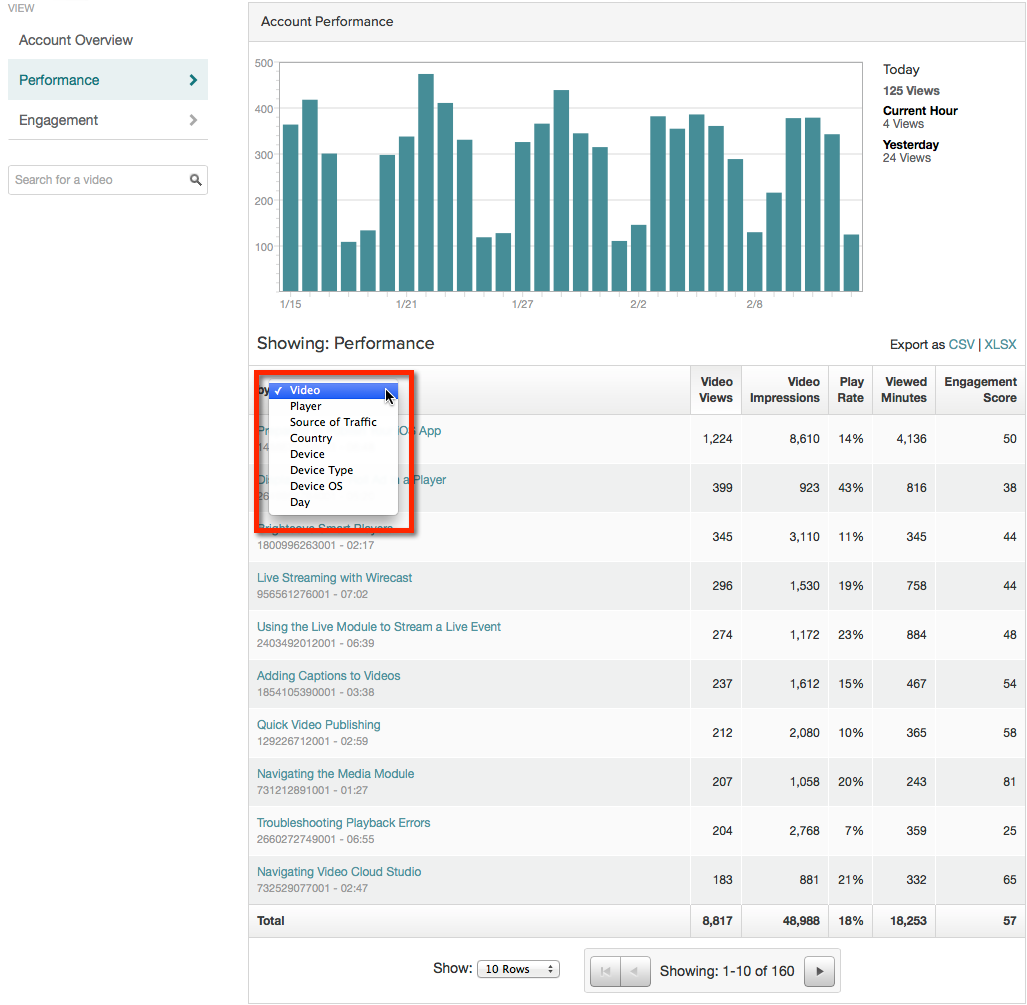 VIEW
Account Overview
Performance
Engagement
Search for a video
Account Performance
500
400
300
200
100
1/15 1/21 1/27 2/2 2/8
Today
125 Views
Current Hour
4 Views
Yesterday
24 Views
Showing: Performance
Export as CSV | XLSX
by ✓ Video
Player
Source of Traffic
Country
Device
Device Type
Device OS
Day
Video Views Video Impressions Play Rate Viewed Minutes Engagement Score
App
1,224 8,610 14% 4,136 50
a Player
399 923 43% 816 38
Brightcove Smart Players
1800996263001 - 02:17
345 3,110 11% 345 44
Live Streaming with Wirecast
956561276001 - 07:02
296 1,530 19% 758 44
Using the Live Module to Stream a Live Event
2403492012001 - 06:39
274 1,172 23% 884 48
Adding Captions to Videos
1854105390001 - 03:38
237 1,612 15% 467 54
Quick Video Publishing
129226712001 - 02:59
212 2,080 10% 365 58
Navigating the Media Module
731212891001 - 01:27
207 1,058 20% 243 81
Troubleshooting Playback Errors
2660272749001 - 06:55
204 2,768 7% 359 25
Navigating Video Cloud Studio
732529077001 - 02:47
183 881 21% 332 65
Total 8,817 48,988 18% 18,253 57
Show: 10 Rows Showing: 1-10 of 160